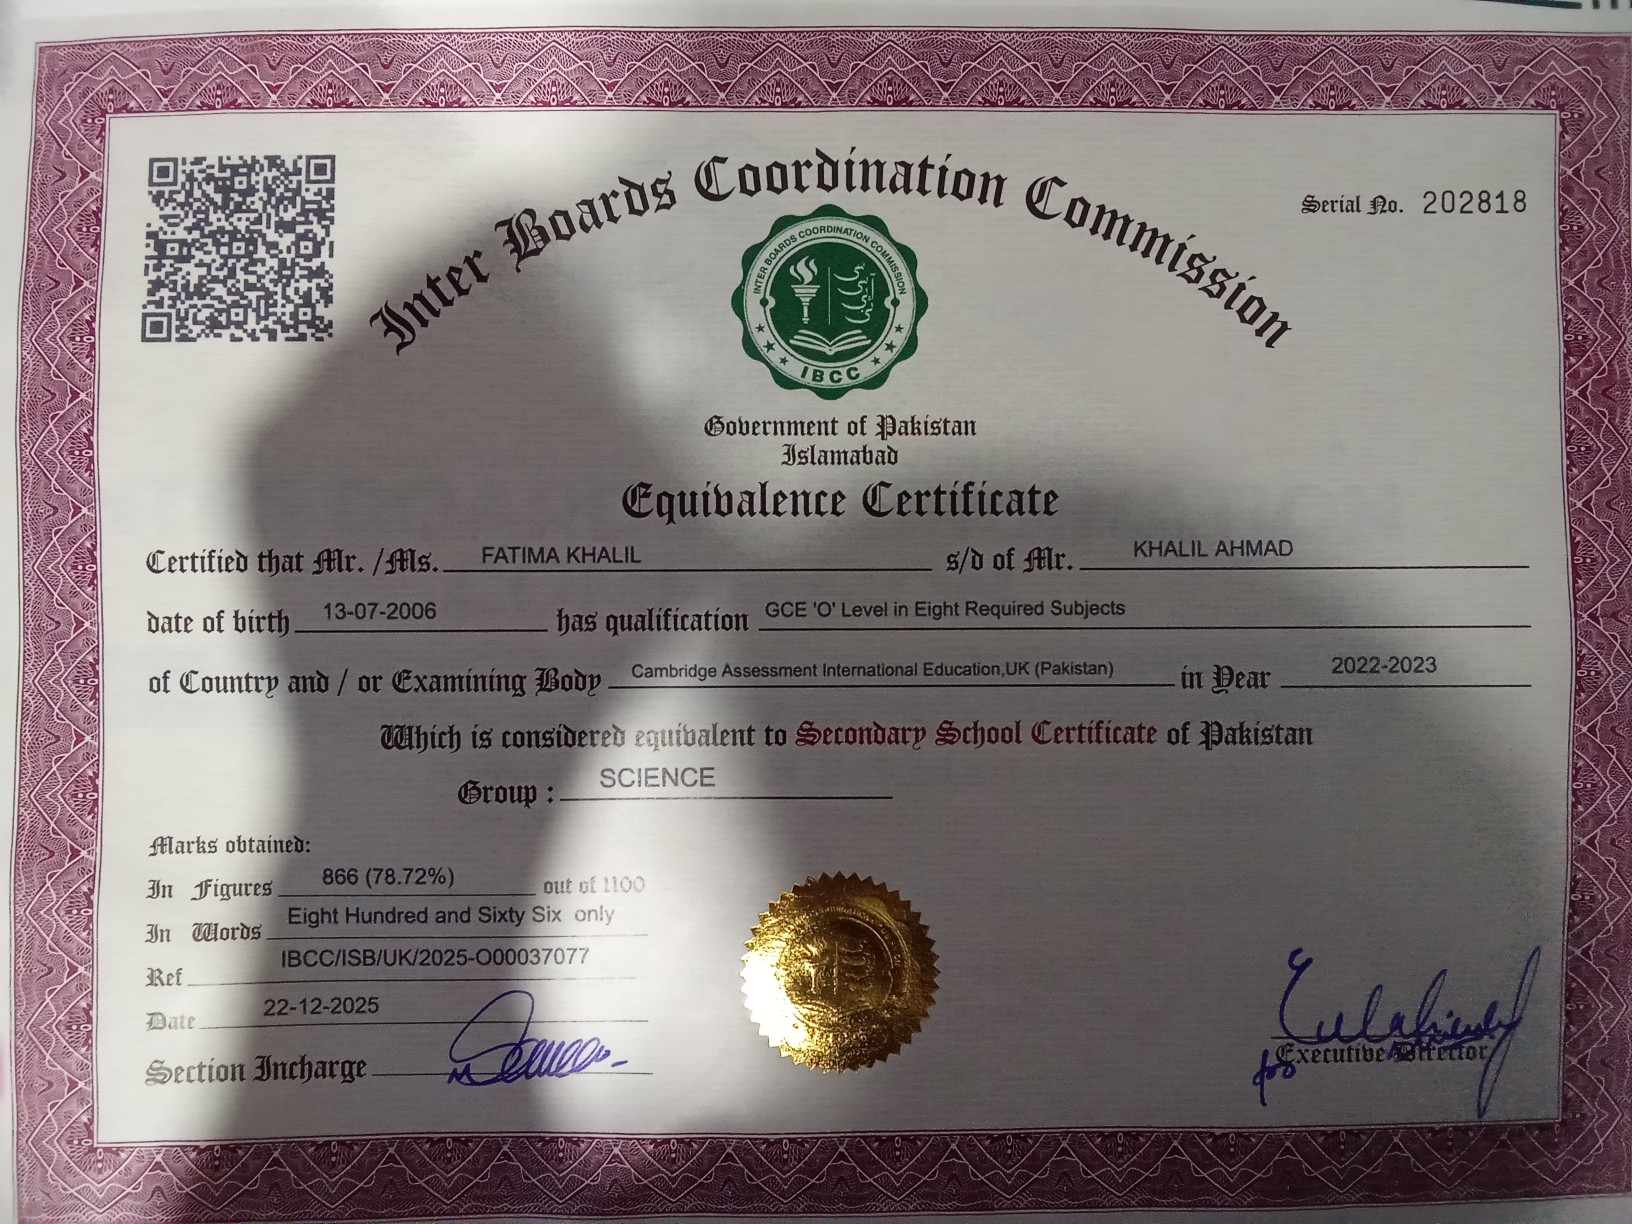 Inter Boards Coordination Commission
Serial No. 202818
INTER BOARDS COORDINATION COMMISSION
IBCC
Government of Pakistan
Islamabad
Equivalence Certificate
Certified that Mr. /Ms. FATIMA KHALIL s/d of Mr. KHALIL AHMAD
date of birth 13-07-2006 has qualification GCE 'O' Level in Eight Required Subjects
of Country and / or Examining Body Cambridge Assessment International Education,UK (Pakistan) in Year 2022-2023
Which is considered equivalent to Secondary School Certificate of Pakistan
Group : SCIENCE
Marks obtained:
In Figures 866 (78.72%) out of 1100
In Words Eight Hundred and Sixty Six only
Ref IBCC/ISB/UK/2025-O00037077
Date 22-12-2025
Section Incharge
for Executive Director